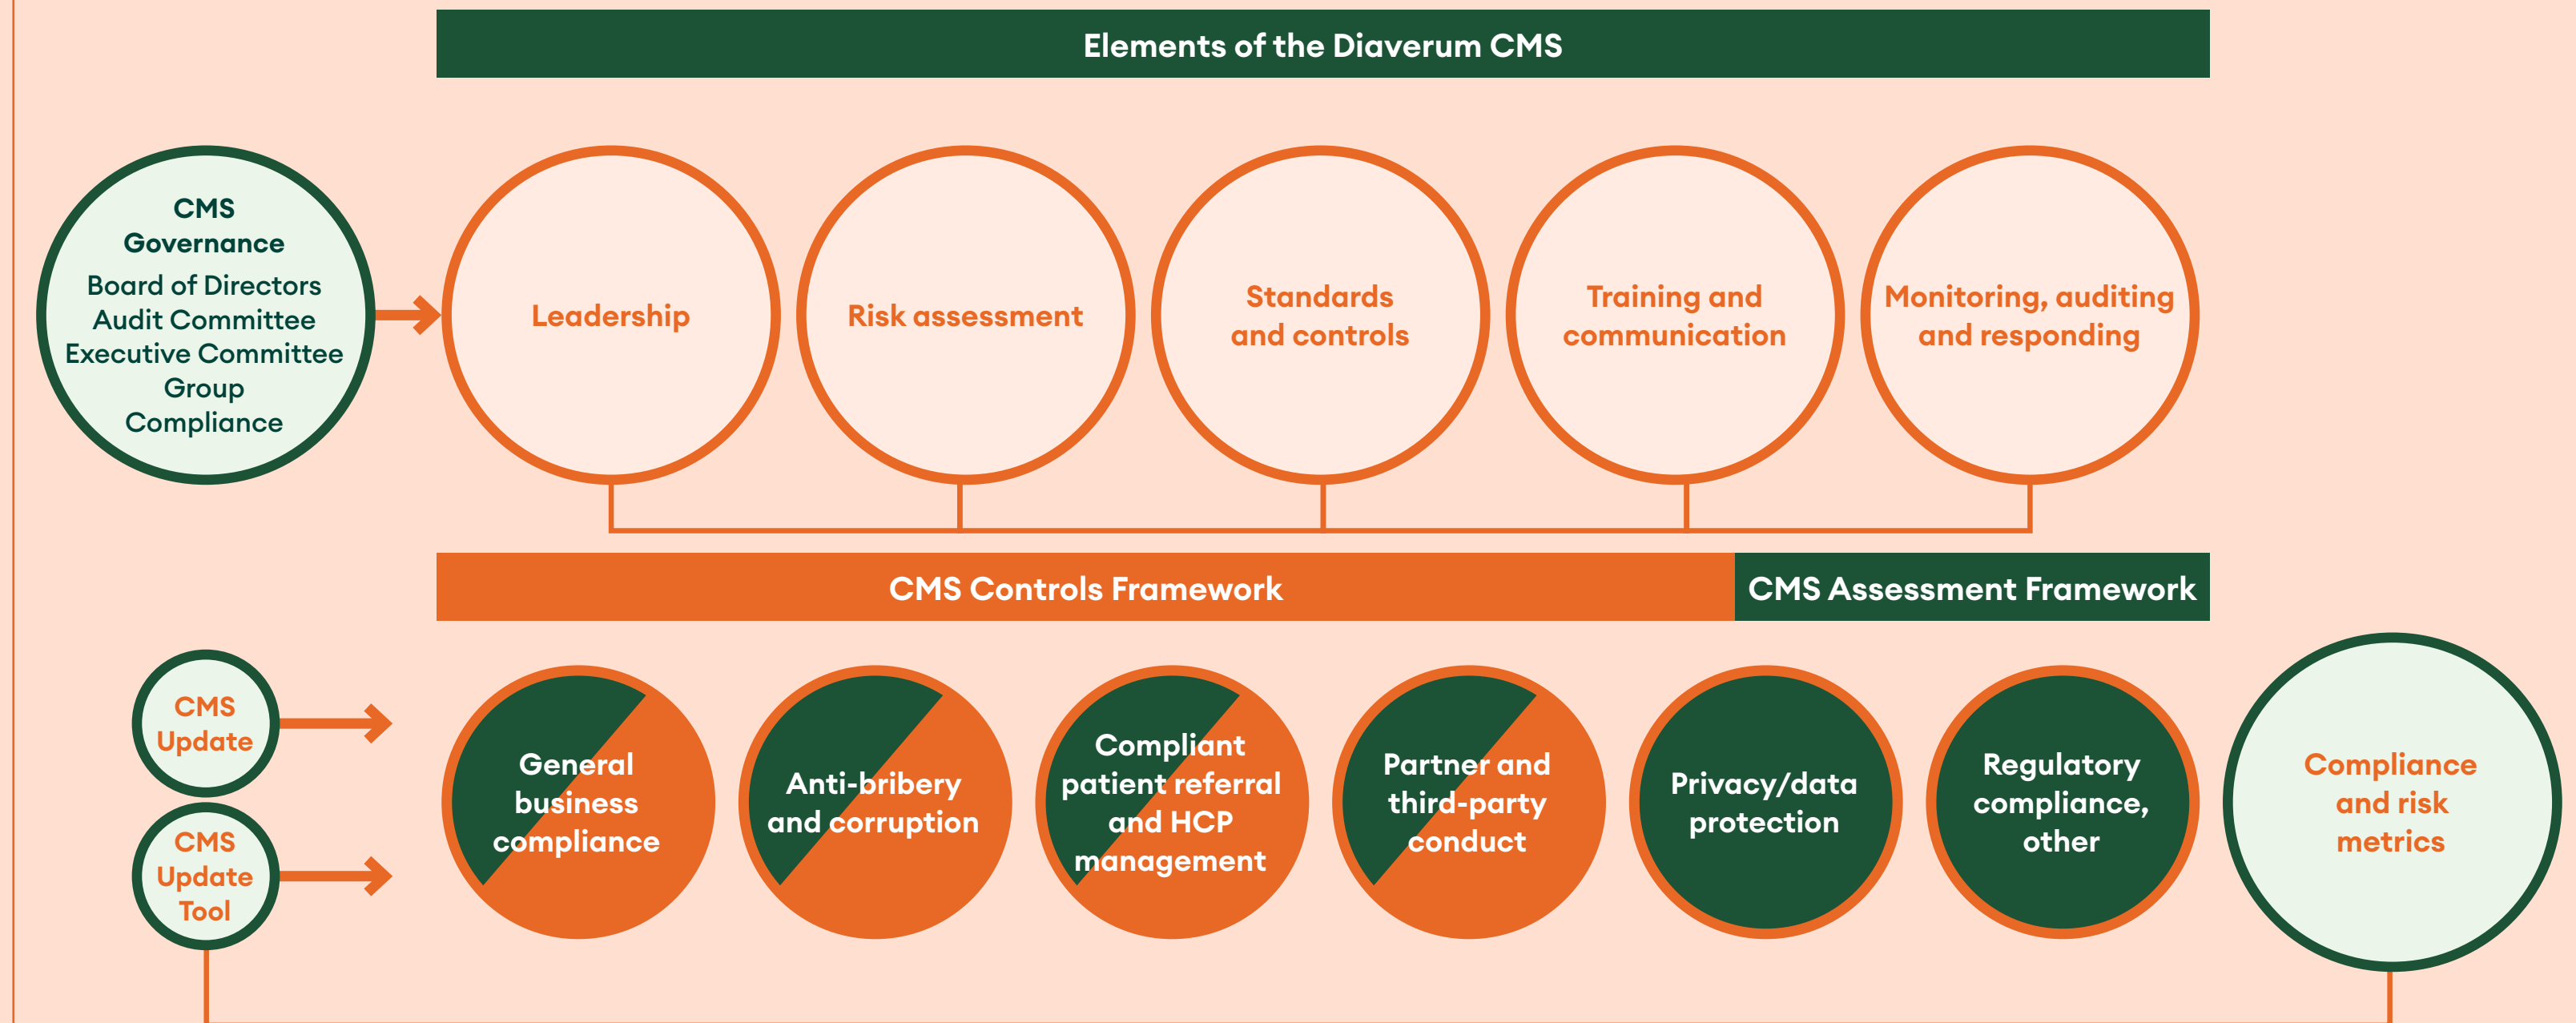 Elements of the Diaverum CMS
CMS
Governance
Board of Directors
Audit Committee
Executive Committee
Group
Compliance
Leadership
Risk assessment
Standards
and controls
Training and
communication
Monitoring, auditing
and responding
CMS Controls Framework
CMS Assessment Framework
CMS
Update
CMS
Update
Tool
General
business
compliance
Anti-bribery
and corruption
Compliant
patient referral
and HCP
management
Partner and
third-party
conduct
Privacy/data
protection
Regulatory
compliance,
other
Compliance
and risk
metrics